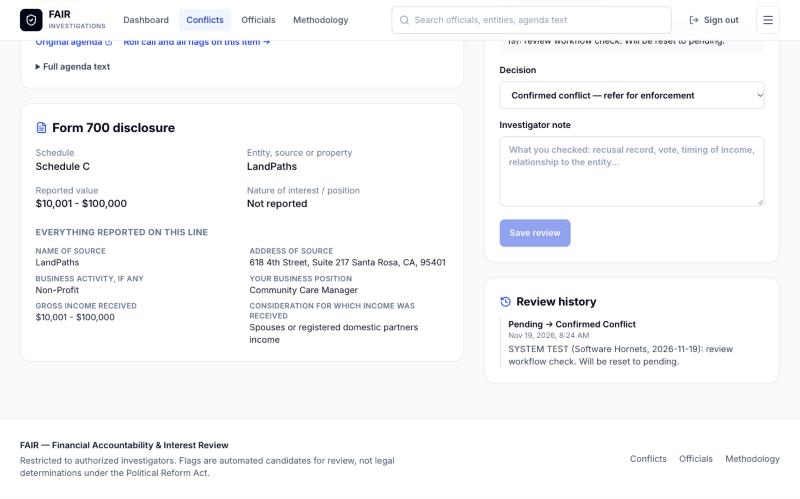 FAIR
INVESTIGATIONS
Dashboard
Conflicts
Officials
Methodology
Search officials, entities, agenda text
Sign out
Original agenda
Roll call and all flags on this item →
Full agenda text
Form 700 disclosure
Schedule
Schedule C
Entity, source or property
LandPaths
Reported value
$10,001 - $100,000
Nature of interest / position
Not reported
EVERYTHING REPORTED ON THIS LINE
NAME OF SOURCE
LandPaths
ADDRESS OF SOURCE
618 4th Street, Suite 217 Santa Rosa, CA, 95401
BUSINESS ACTIVITY, IF ANY
Non-Profit
YOUR BUSINESS POSITION
Community Care Manager
GROSS INCOME RECEIVED
$10,001 - $100,000
CONSIDERATION FOR WHICH INCOME WAS
RECEIVED
Spouses or registered domestic partners
income
19): review workflow check. Will be reset to pending.
Decision
Confirmed conflict — refer for enforcement
Investigator note
What you checked: recusal record, vote, timing of income,
relationship to the entity...
Save review
Review history
Pending → Confirmed Conflict
Nov 19, 2026, 8:24 AM
SYSTEM TEST (Software Hornets, 2026-11-19): review
workflow check. Will be reset to pending.
FAIR — Financial Accountability & Interest Review
Restricted to authorized investigators. Flags are automated candidates for review, not legal
determinations under the Political Reform Act.
Conflicts
Officials
Methodology